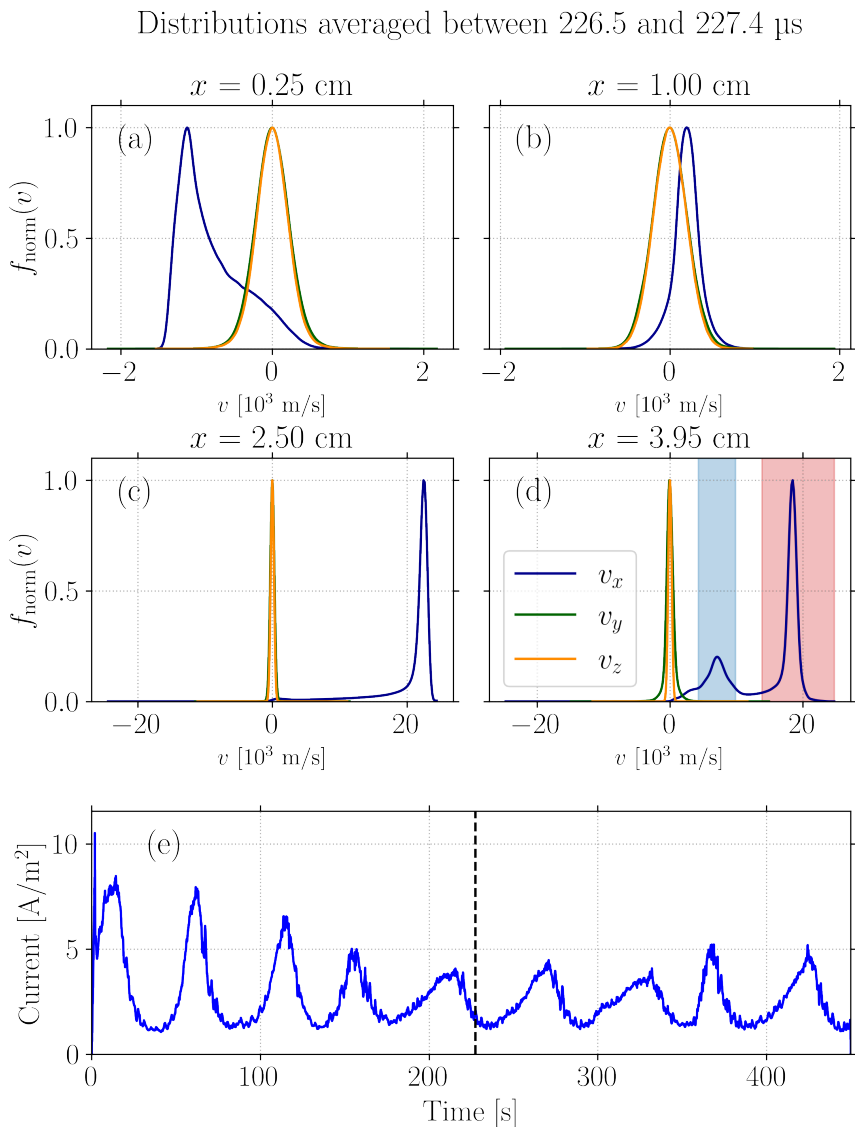 Distributions averaged between 226.5 and 227.4 µs
x = 0.25 cm
x = 1.00 cm
(a)
(b)
1.0
0.5
0.0
f_norm(v)
−2
0
2
−2
0
2
v [10³ m/s]
v [10³ m/s]
x = 2.50 cm
x = 3.95 cm
(c)
(d)
1.0
0.5
0.0
f_norm(v)
v_x
v_y
v_z
−20
0
20
−20
0
20
v [10³ m/s]
v [10³ m/s]
(e)
10
5
0
Current [A/m²]
0
100
200
300
400
Time [s]